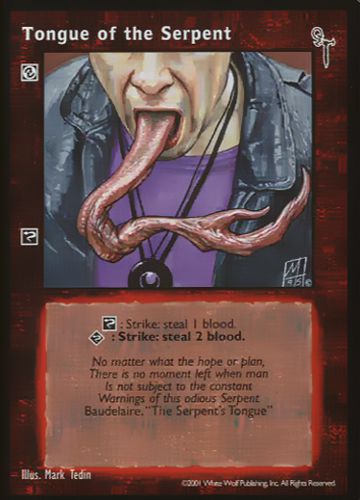 Tongue of the Serpent
: Strike: steal 1 blood.
: Strike: steal 2 blood.
No matter what the hope or plan,
There is no moment left when man
Is not subject to the constant
Warnings of this odious Serpent
Baudelaire, "The Serpent's Tongue"
Illus. Mark Tedin
©2001 White Wolf Publishing, Inc. All Rights Reserved.